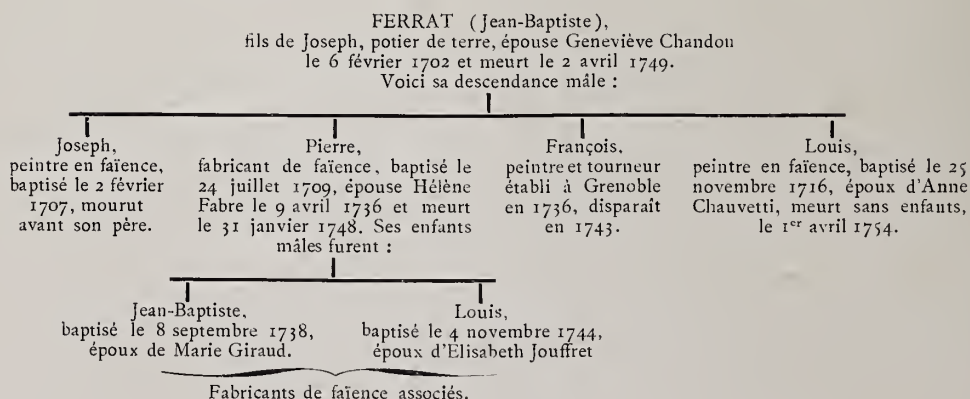 FERRAT (Jean-Baptiste),
fils de Joseph, potier de terre, épouse Geneviève Chandon
le 6 février 1702 et meurt le 2 avril 1749.
Voici sa descendance mâle :
Joseph,
peintre en faïence,
baptisé le 2 février
1707, mourut
avant son père.
Pierre,
fabricant de faïence, baptisé le
24 juillet 1709, épouse Hélène
Fabre le 9 avril 1736 et meurt
le 31 janvier 1748. Ses enfants
mâles furent :
François,
peintre et tourneur
établi à Grenoble
en 1736, disparaît
en 1743.
Louis,
peintre en faïence, baptisé le 25
novembre 1716, époux d'Anne
Chauvetti, meurt sans enfants,
le 1er avril 1754.
Jean-Baptiste,
baptisé le 8 septembre 1738,
époux de Marie Giraud.
Louis,
baptisé le 4 novembre 1744,
époux d'Elisabeth Jouffret
Fabricants de faïence associés.